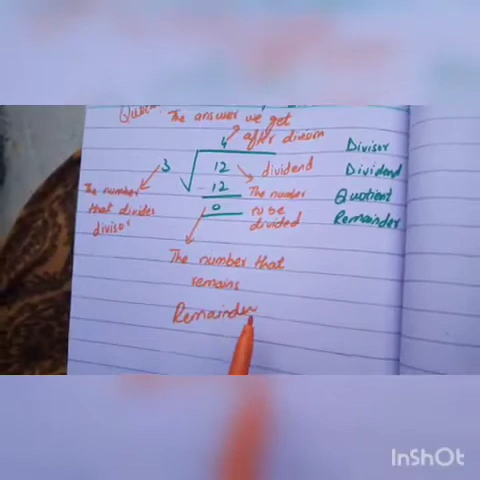 The answer we get
after divison
4
3 12 dividend
- 12
0
The number
to be
divided
The number
that divides
divisor
The number that
remains
Remainder
Divisor
Dividend
Quotient
Remainder
InShOt